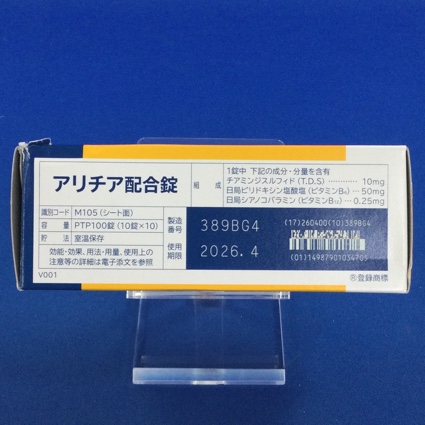 アリチア配合錠
組成
1錠中 下記の成分・分量を含有
チアミンジスルフィド(T.D.S)………… 10mg
日局ピリドキシン塩酸塩(ビタミンB₆)…50mg
日局シアノコバラミン(ビタミンB₁₂)…0.25mg
識別コード M105(シート面)
容量 PTP100錠(10錠×10)
貯法 室温保存
効能・効果、用法・用量、使用上の
注意等の詳細は電子添文を参照
製造番号 389BG4
使用期限 2026.4
(17)260400(10)389BG4
(01)14987901034705
V001
Ⓡ登録商標